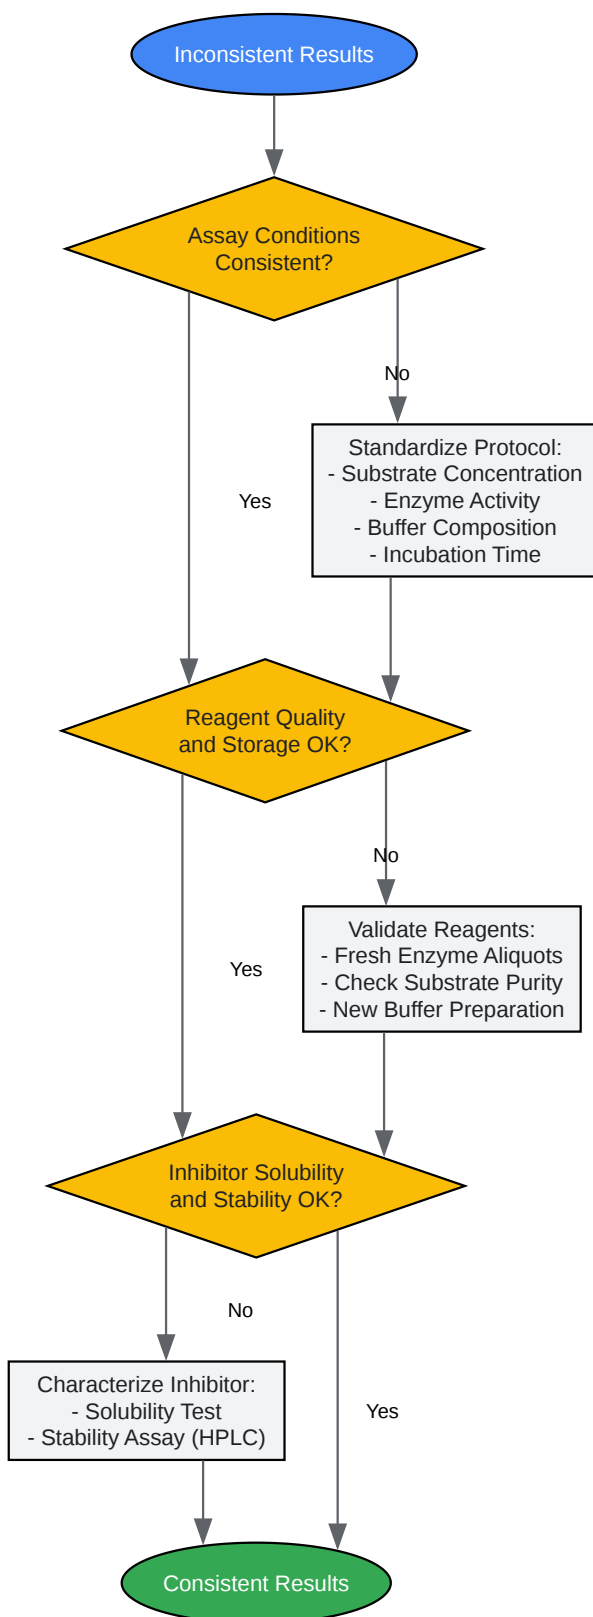 Inconsistent Results
Assay Conditions
Consistent?
No
Standardize Protocol:
- Substrate Concentration
- Enzyme Activity
- Buffer Composition
- Incubation Time
Yes
Reagent Quality
and Storage OK?
No
Validate Reagents:
- Fresh Enzyme Aliquots
- Check Substrate Purity
- New Buffer Preparation
Yes
Inhibitor Solubility
and Stability OK?
No
Characterize Inhibitor:
- Solubility Test
- Stability Assay (HPLC)
Yes
Consistent Results